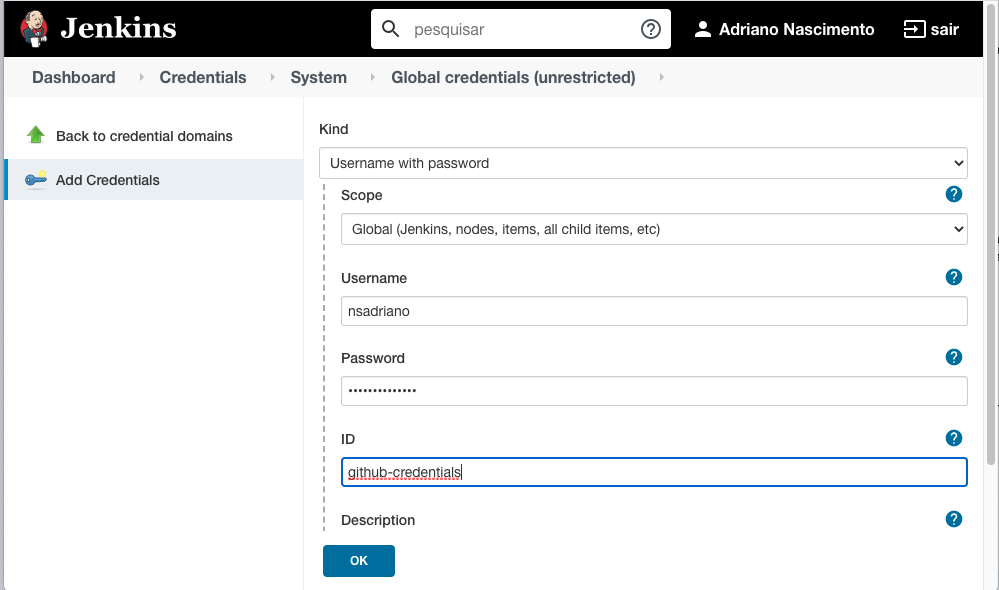 Jenkins
pesquisar
Adriano Nascimento
sair
Dashboard Credentials System Global credentials (unrestricted)
Back to credential domains
Add Credentials
Kind
Username with password
Scope
Global (Jenkins, nodes, items, all child items, etc)
Username
nsadriano
Password
••••••••••••••
ID
github-credentials
Description
OK